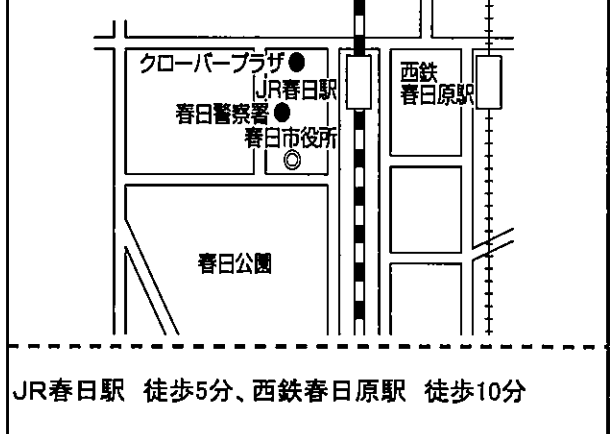 クローバープラザ
JR春日駅
西鉄
春日原駅
春日警察署
春日市役所
春日公園
JR春日駅 徒歩5分、西鉄春日原駅 徒歩10分